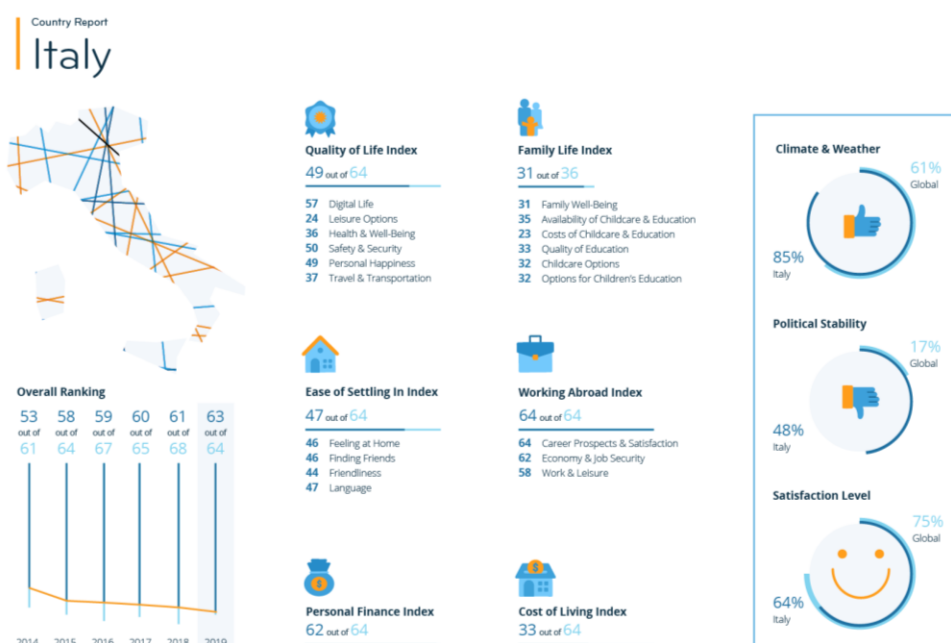 Country Report
Italy
Quality of Life Index
49 out of 64
57 Digital Life
24 Leisure Options
36 Health & Well-Being
50 Safety & Security
49 Personal Happiness
37 Travel & Transportation
Family Life Index
31 out of 36
31 Family Well-Being
35 Availability of Childcare & Education
23 Costs of Childcare & Education
33 Quality of Education
32 Childcare Options
32 Options for Children's Education
Climate & Weather
61%
Global
85%
Italy
Political Stability
17%
Global
48%
Italy
Satisfaction Level
75%
Global
64%
Italy
Overall Ranking
53 58 59 60 61 63
out of out of out of out of out of out of
61 64 67 65 68 64
2014 2015 2016 2017 2018 2019
Ease of Settling In Index
47 out of 64
46 Feeling at Home
46 Finding Friends
44 Friendliness
47 Language
Working Abroad Index
64 out of 64
64 Career Prospects & Satisfaction
62 Economy & Job Security
58 Work & Leisure
Personal Finance Index
62 out of 64
Cost of Living Index
33 out of 64